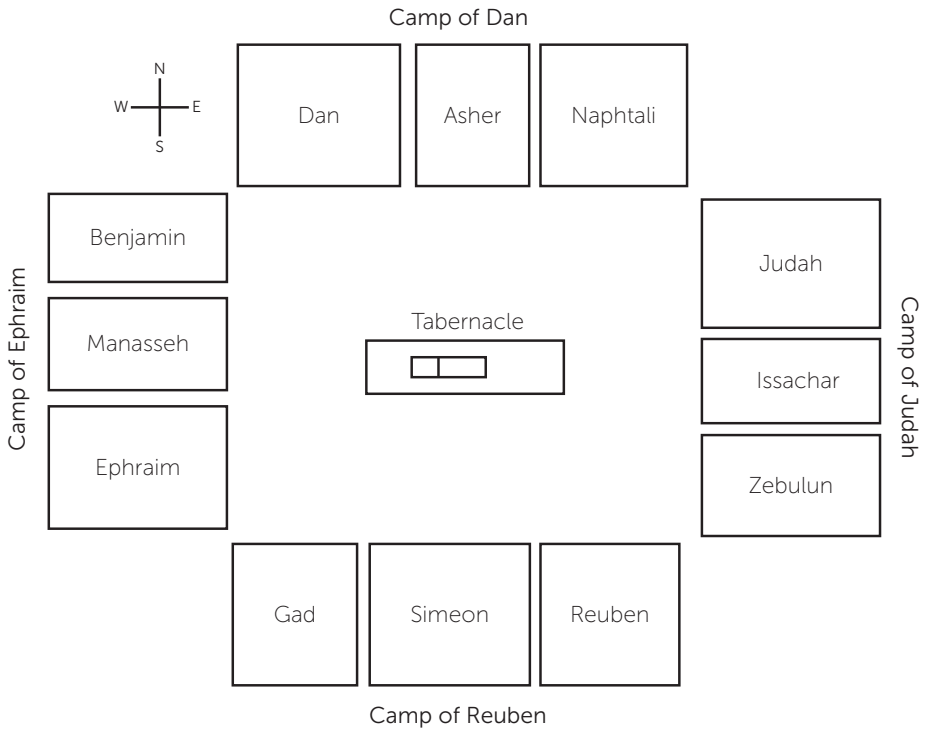 Camp of Dan
N
W E
S
Dan
Asher
Naphtali
Benjamin
Manasseh
Ephraim
Camp of Ephraim
Tabernacle
Judah
Issachar
Zebulun
Camp of Judah
Gad
Simeon
Reuben
Camp of Reuben